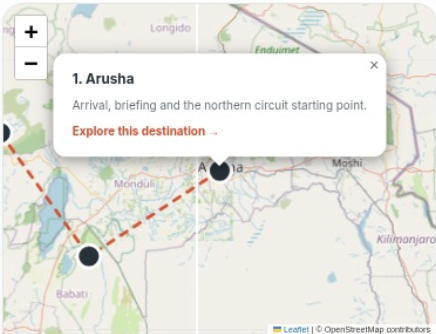 +
Longido
−
Enduimet
×
1. Arusha
Arrival, briefing and the northern circuit starting point.
Explore this destination →
Moshi
Monduli
Kilimanjaro
Babati
Leaflet | © OpenStreetMap contributors